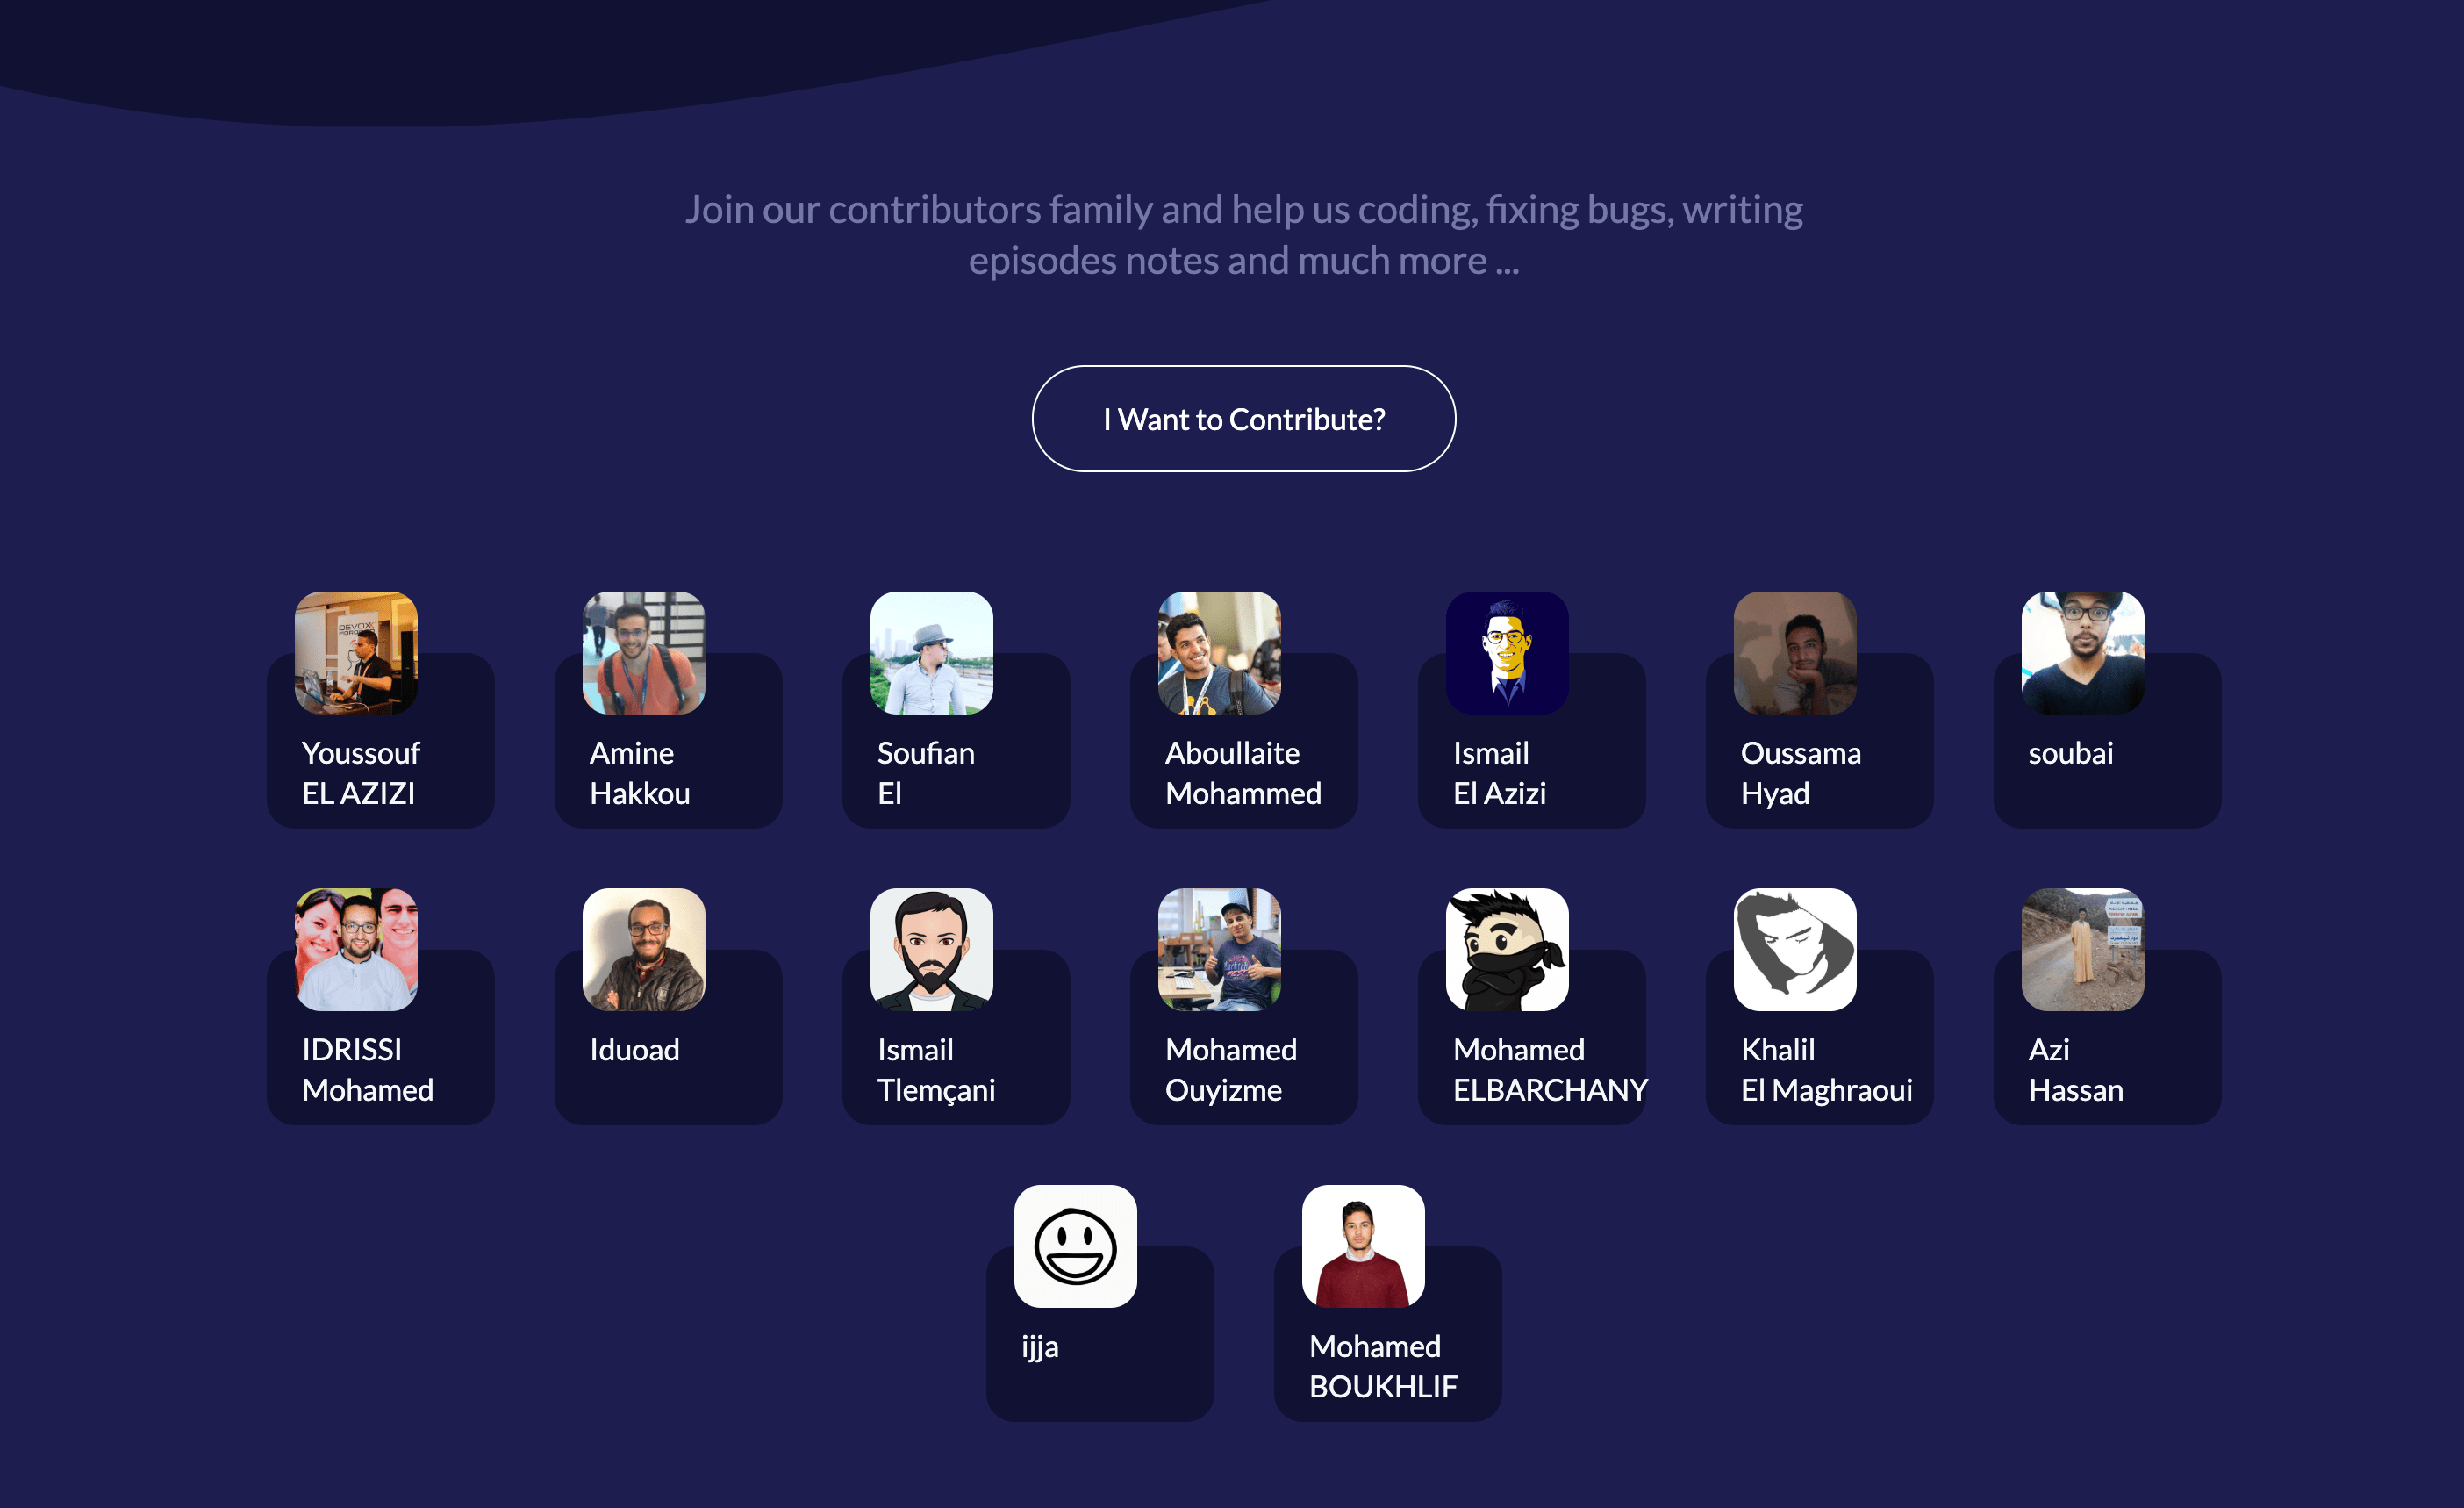 Join our contributors family and help us coding, fixing bugs, writing
episodes notes and much more ...
I Want to Contribute?
DEVOXX
Youssouf
EL AZIZI
Amine
Hakkou
Soufian
El
Aboullaite
Mohammed
Ismail
El Azizi
Oussama
Hyad
soubai
IDRISSI
Mohamed
Iduoad
Ismail
Tlemçani
Mohamed
Ouyizme
Mohamed
ELBARCHANY
Khalil
El Maghraoui
Azi
Hassan
ijja
Mohamed
BOUKHLIF